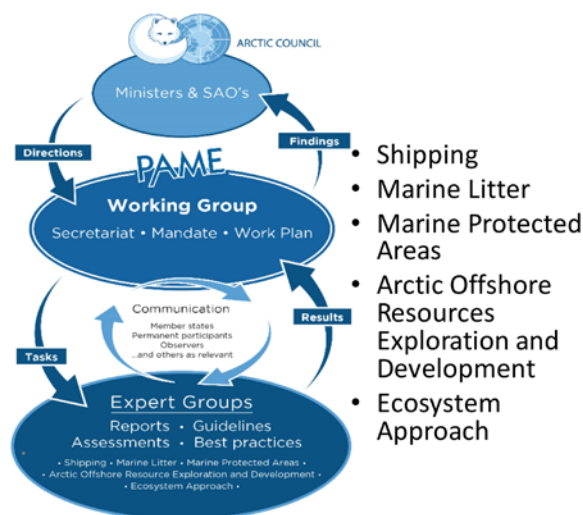 ARCTIC COUNCIL
Ministers & SAO's
Directions
Findings
PAME
Working Group
Secretariat • Mandate • Work Plan
Communication
Member states
Permanent participants
Observers
...and others as relevant
Tasks
Results
Expert Groups
Reports • Guidelines
Assessments • Best practices
• Shipping • Marine Litter • Marine Protected Areas •
• Arctic Offshore Resource Exploration and Development •
• Ecosystem Approach •
• Shipping
• Marine Litter
• Marine Protected
Areas
• Arctic Offshore
Resources
Exploration and
Development
• Ecosystem
Approach